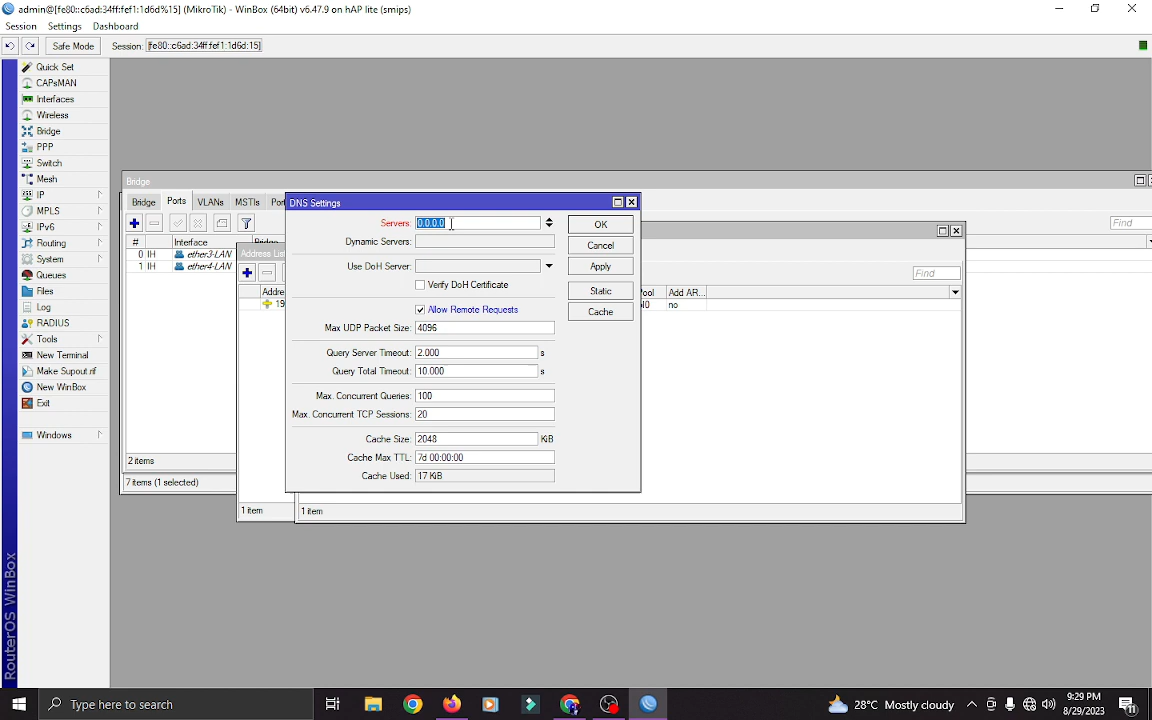 admin@[fe80::c6ad:34ff:fef1:1d6d%15] (MikroTik) - WinBox (64bit) v6.47.9 on hAP lite (smips)
Session Settings Dashboard
Safe Mode Session: fe80::c6ad:34ff:fef1:1d6d:15]
Quick Set
CAPsMAN
Interfaces
Wireless
Bridge
PPP
Switch
Mesh
IP
MPLS
IPv6
Routing
System
Queues
Files
Log
RADIUS
Tools
New Terminal
Make Supout.rif
New WinBox
Exit
Windows
RouterOS WinBox
Bridge
Bridge Ports VLANs MSTIs
Find
# Interface Bridge
0 IH ether3-LAN
1 IH ether4-LAN
2 items
7 items (1 selected)
Address List
Addre
19
1 item
DNS Settings
Servers: 0.0.0.0
Dynamic Servers:
Use DoH Server:
Verify DoH Certificate
Allow Remote Requests
Max UDP Packet Size: 4096
Query Server Timeout: 2.000 s
Query Total Timeout: 10.000 s
Max. Concurrent Queries: 100
Max. Concurrent TCP Sessions: 20
Cache Size: 2048 KiB
Cache Max TTL: 7d 00:00:00
Cache Used: 17 KiB
OK
Cancel
Apply
Static
Cache
Find
Pool Add AR...
no
1 item
Type here to search
28°C Mostly cloudy
9:29 PM
8/29/2023
11